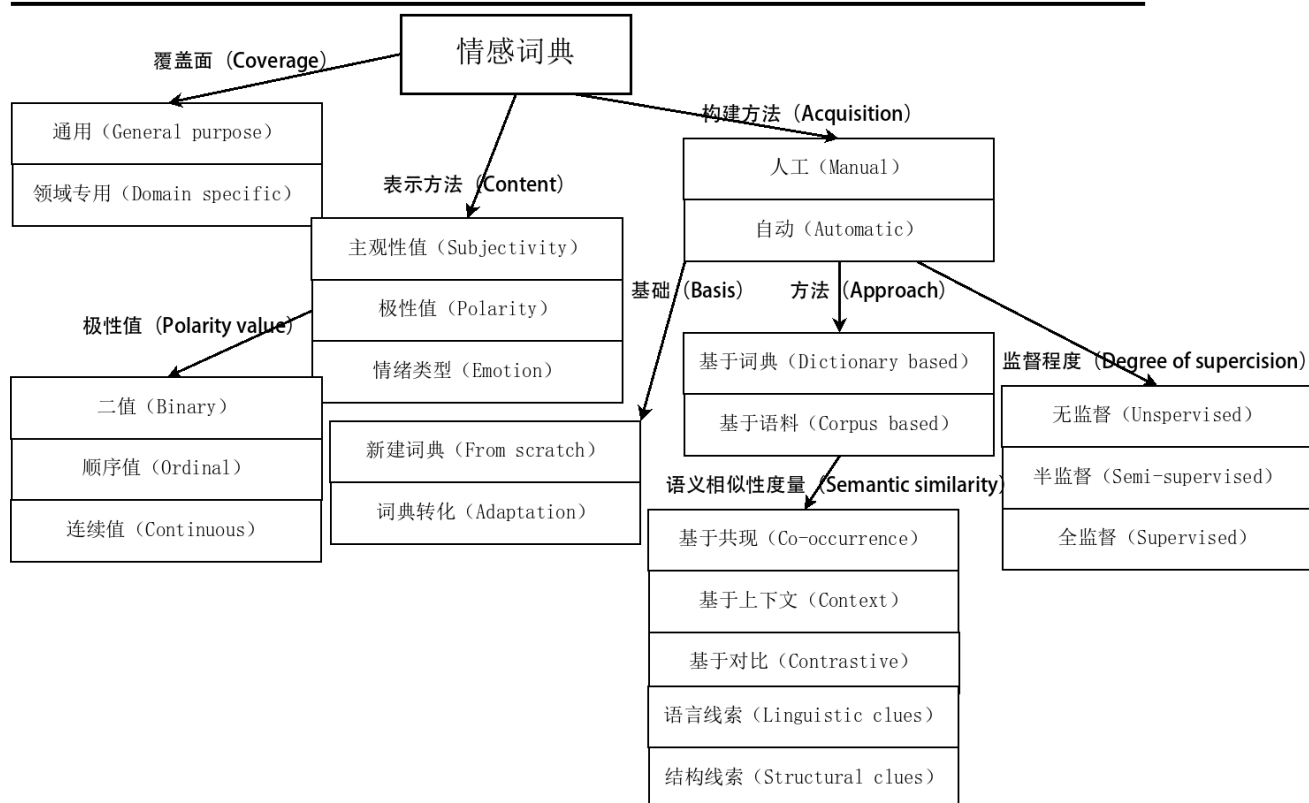 情感词典
覆盖面（Coverage）
通用（General purpose）
领域专用（Domain specific）
表示方法（Content）
主观性值（Subjectivity）
极性值（Polarity）
情绪类型（Emotion）
极性值（Polarity value）
二值（Binary）
顺序值（Ordinal）
连续值（Continuous）
构建方法（Acquisition）
人工（Manual）
自动（Automatic）
基础（Basis）
新建词典（From scratch）
词典转化（Adaptation）
方法（Approach）
基于词典（Dictionary based）
基于语料（Corpus based）
语义相似性度量（Semantic similarity）
基于共现（Co-occurrence）
基于上下文（Context）
基于对比（Contrastive）
语言线索（Linguistic clues）
结构线索（Structural clues）
监督程度（Degree of supercision）
无监督（Unspervised）
半监督（Semi-supervised）
全监督（Supervised）